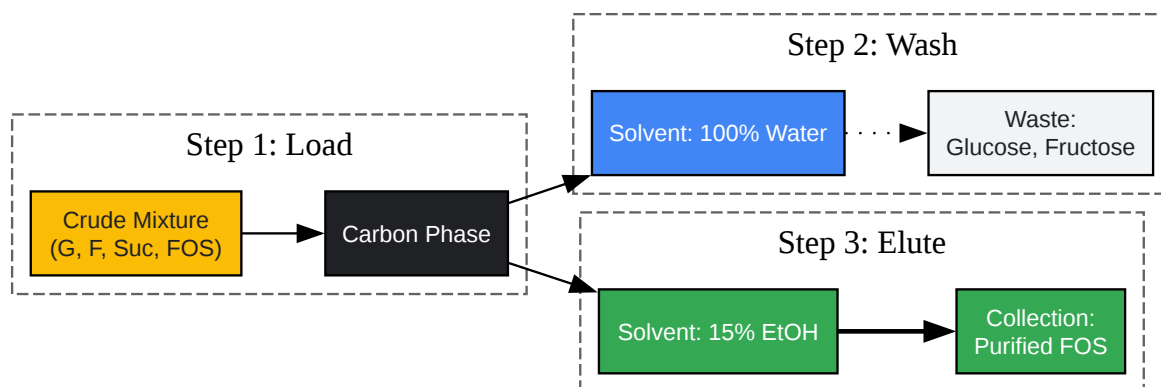 Step 1: Load
Crude Mixture
(G, F, Suc, FOS)
Carbon Phase
Step 2: Wash
Solvent: 100% Water
Waste:
Glucose, Fructose
Step 3: Elute
Solvent: 15% EtOH
Collection:
Purified FOS